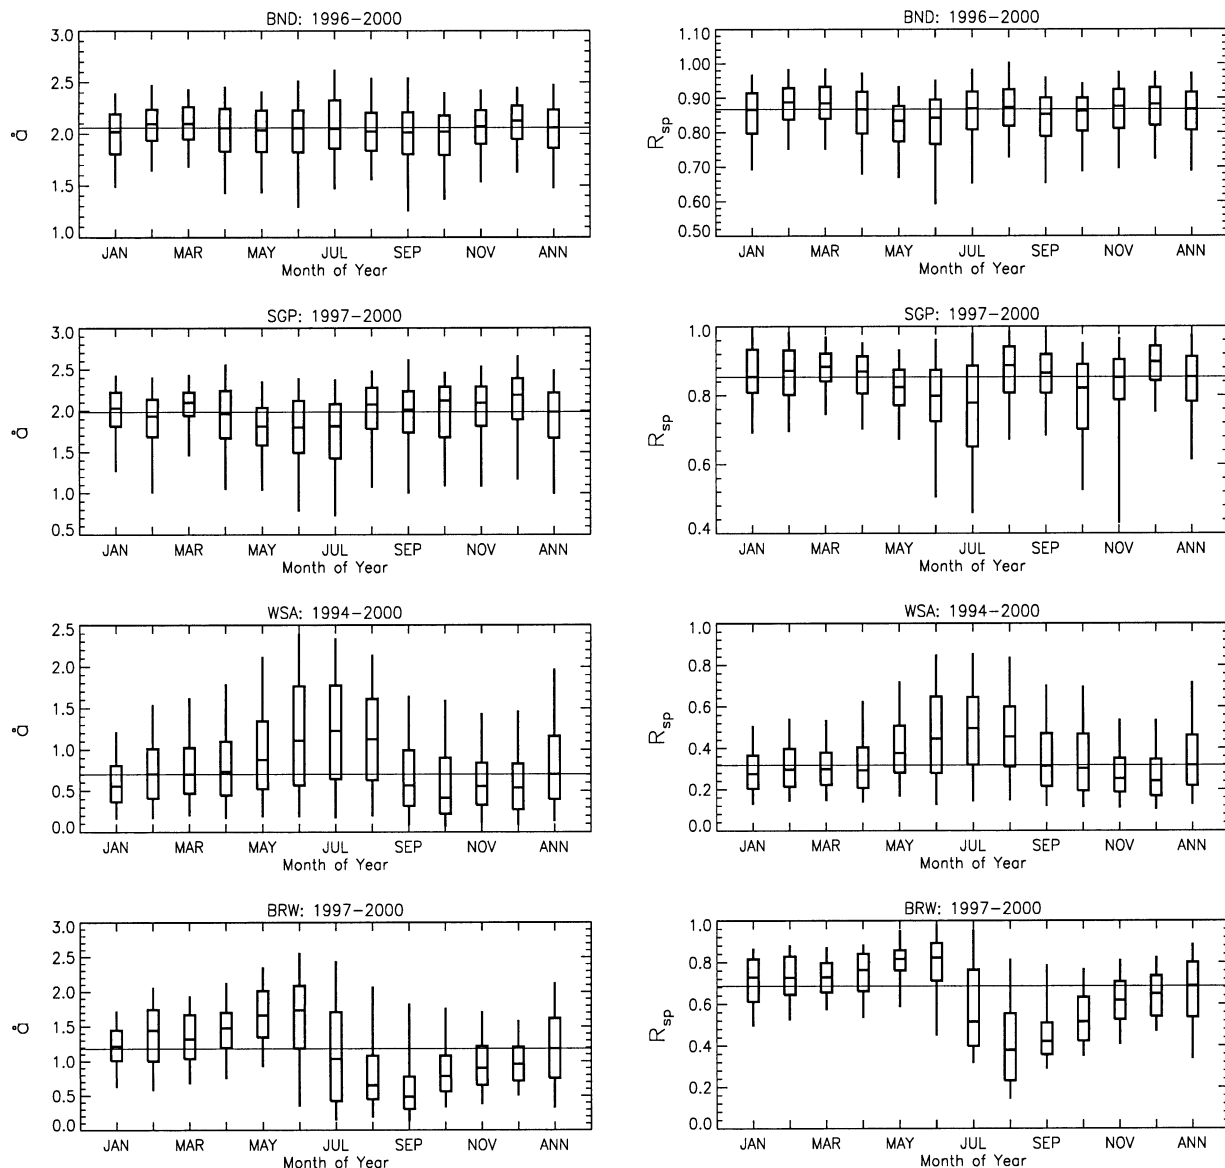 BND: 1996−2000
3.0
2.5
2.0
1.5
1.0
å
JAN MAR MAY JUL SEP NOV ANN
Month of Year
BND: 1996−2000
1.10
1.00
0.90
0.80
0.70
0.60
0.50
Rsp
JAN MAR MAY JUL SEP NOV ANN
Month of Year
SGP: 1997−2000
3.0
2.5
2.0
1.5
1.0
0.5
å
JAN MAR MAY JUL SEP NOV ANN
Month of Year
SGP: 1997−2000
1.0
0.8
0.6
0.4
Rsp
JAN MAR MAY JUL SEP NOV ANN
Month of Year
WSA: 1994−2000
2.5
2.0
1.5
1.0
0.5
0.0
å
JAN MAR MAY JUL SEP NOV ANN
Month of Year
WSA: 1994−2000
1.0
0.8
0.6
0.4
0.2
0.0
Rsp
JAN MAR MAY JUL SEP NOV ANN
Month of Year
BRW: 1997−2000
3.0
2.5
2.0
1.5
1.0
0.5
0.0
å
JAN MAR MAY JUL SEP NOV ANN
Month of Year
BRW: 1997−2000
1.0
0.8
0.6
0.4
0.2
0.0
Rsp
JAN MAR MAY JUL SEP NOV ANN
Month of Year